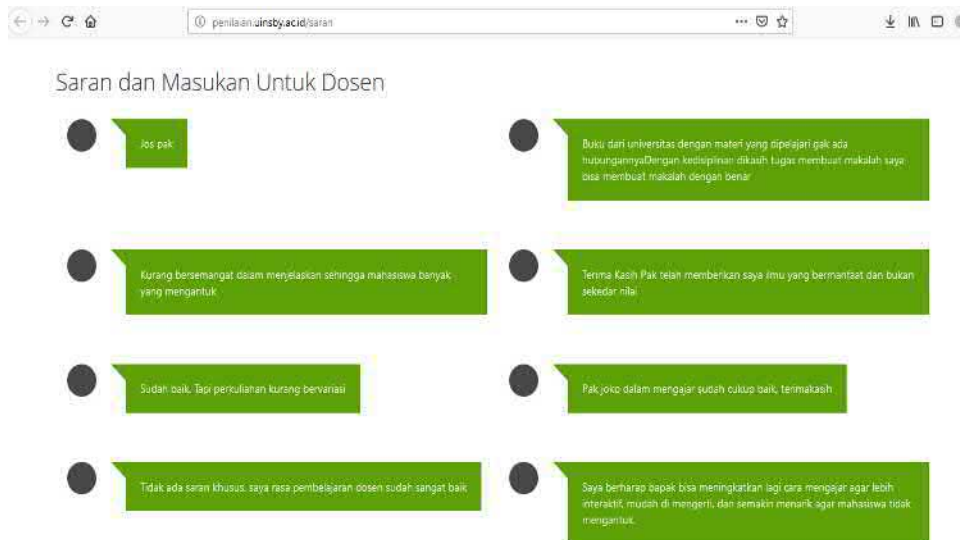 penilaian.uinsby.ac.id/saran
Saran dan Masukan Untuk Dosen
Jos pak
Buku dari universitas dengan materi yang dipelajari gak ada
hubungannyaDengan kedisiplinan dikasih tugas membuat makalah saya
bisa membuat makalah dengan benar
Kurang bersemangat dalam menjelaskan sehingga mahasiswa banyak
yang mengantuk
Terima Kasih Pak telah memberikan saya ilmu yang bermanfaat dan bukan
sekedar nilai
Sudah baik, Tapi perkuliahan kurang bervariasi
Pak joko dalam mengajar sudah cukup baik, terimakasih
Tidak ada saran khusus, saya rasa pembelajaran dosen sudah sangat baik
Saya berharap bapak bisa meningkatkan lagi cara mengajar agar lebih
interaktif, mudah di mengerti, dan semakin menarik agar mahasiswa tidak
mengantuk.